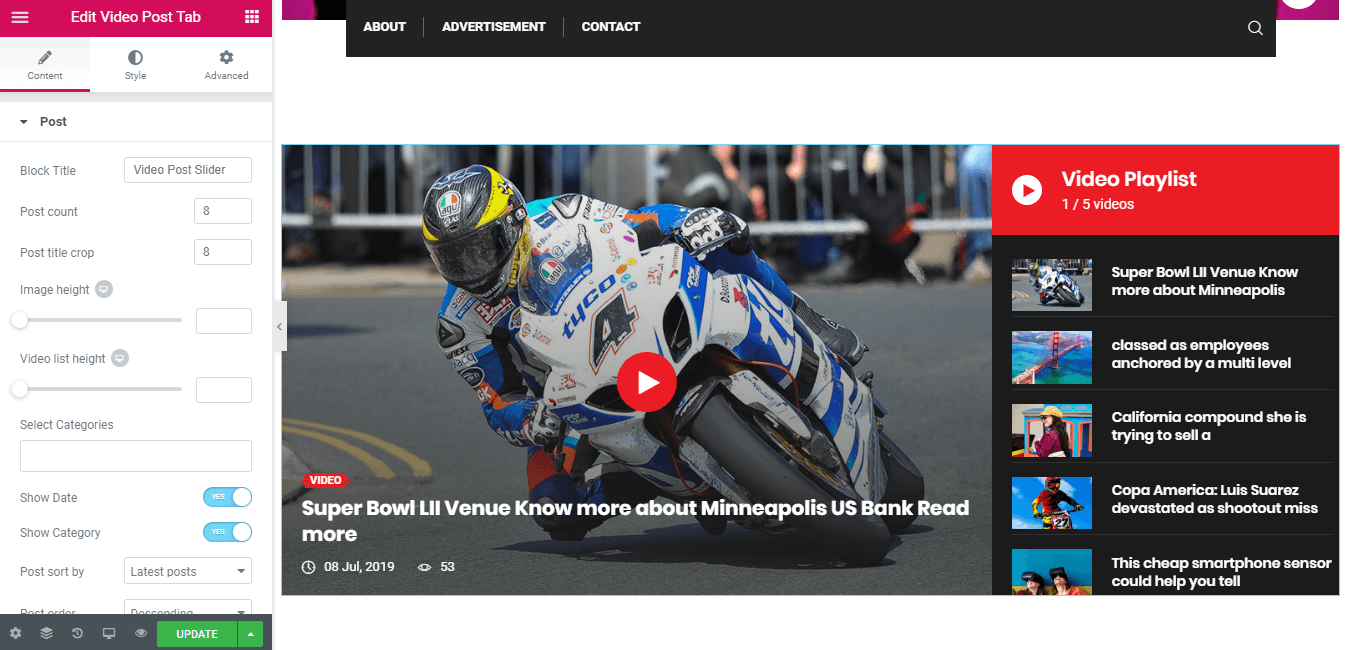 Edit Video Post Tab
Content
Style
Advanced
Post
Block Title
Video Post Slider
Post count
8
Post title crop
8
Image height
Video list height
Select Categories
Show Date
YES
Show Category
YES
Post sort by
Latest posts
Post order
Descending
UPDATE
ABOUT
ADVERTISEMENT
CONTACT
agu
AGV
tyco
4
VIDEO
Super Bowl LII Venue Know more about Minneapolis US Bank Read
more
08 Jul, 2019
53
Video Playlist
1 / 5 videos
Super Bowl LII Venue Know
more about Minneapolis
classed as employees
anchored by a multi level
California compound she is
trying to sell a
Copa America: Luis Suarez
devastated as shootout miss
This cheap smartphone sensor
could help you tell